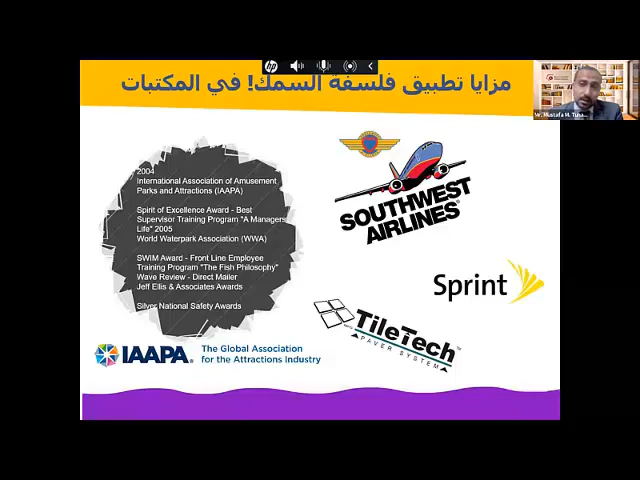 مزايا تطبيق فلسفة السمك! في المكتبات
hp
2004
International Association of Amusement
Parks and Attractions (IAAPA)
Spirit of Excellence Award - Best
Supervisor Training Program "A Managers
Life" 2005
World Waterpark Association (WWA)
SWIM Award - Front Line Employee
Training Program "The Fish Philosophy"
Wave Review - Direct Mailer
Jeff Ellis & Associates Awards
Silver National Safety Awards
SOUTHWEST
AIRLINES
Sprint
TileTech
PAVER SYSTEM
IAAPA
The Global Association
for the Attractions Industry
Mr. Mustafa M.